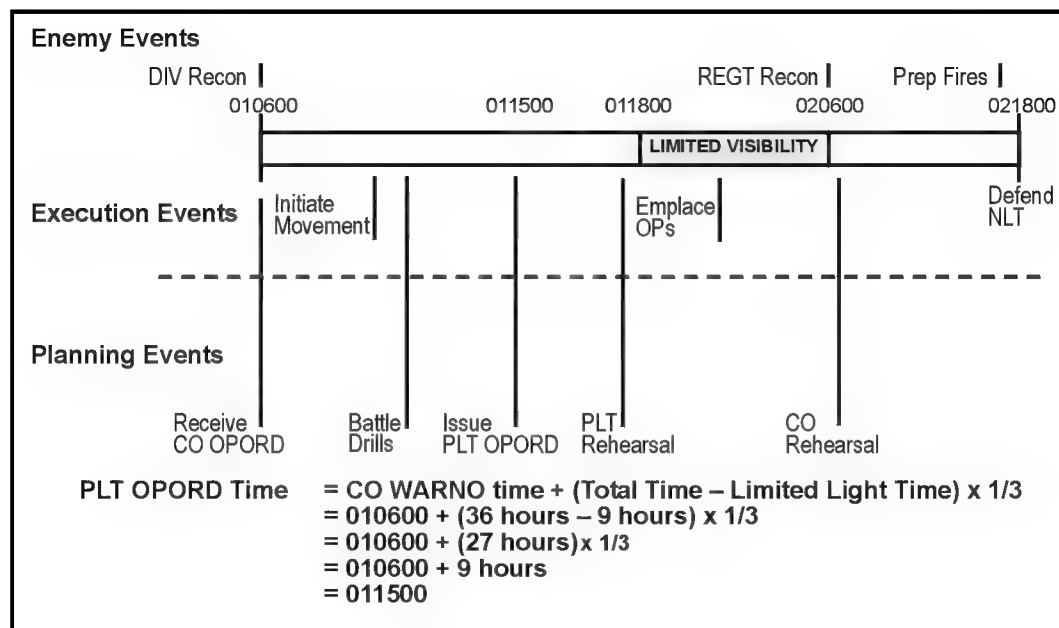 Enemy Events
DIV Recon
REGT Recon
Prep Fires
010600
011500
011800
020600
021800
LIMITED VISIBILITY
Execution Events
Initiate
Movement
Emplace
OPs
Defend
NLT
Planning Events
Receive
CO OPORD
Battle
Drills
Issue
PLT OPORD
PLT
Rehearsal
CO
Rehearsal
PLT OPORD Time = CO WARNO time + (Total Time – Limited Light Time) x 1/3
= 010600 + (36 hours – 9 hours) x 1/3
= 010600 + (27 hours) x 1/3
= 010600 + 9 hours
= 011500